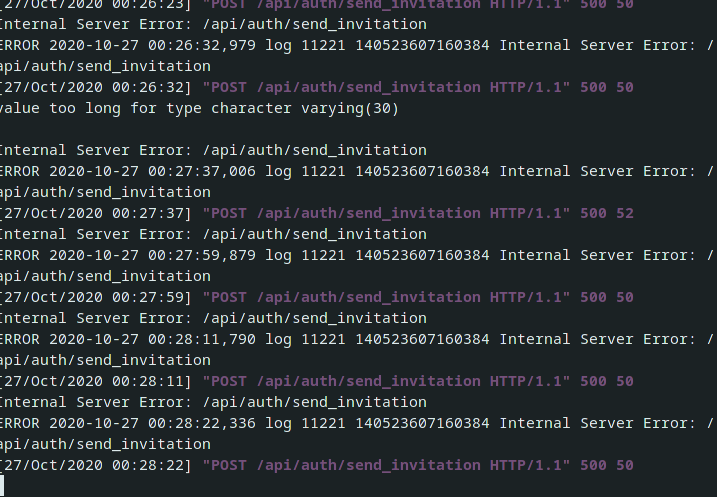 [27/Oct/2020 00:26:23] "POST /api/auth/send_invitation HTTP/1.1" 500 50
Internal Server Error: /api/auth/send_invitation
ERROR 2020-10-27 00:26:32,979 log 11221 140523607160384 Internal Server Error: /
api/auth/send_invitation
[27/Oct/2020 00:26:32] "POST /api/auth/send_invitation HTTP/1.1" 500 50
value too long for type character varying(30)
Internal Server Error: /api/auth/send_invitation
ERROR 2020-10-27 00:27:37,006 log 11221 140523607160384 Internal Server Error: /
api/auth/send_invitation
[27/Oct/2020 00:27:37] "POST /api/auth/send_invitation HTTP/1.1" 500 52
Internal Server Error: /api/auth/send_invitation
ERROR 2020-10-27 00:27:59,879 log 11221 140523607160384 Internal Server Error: /
api/auth/send_invitation
[27/Oct/2020 00:27:59] "POST /api/auth/send_invitation HTTP/1.1" 500 50
Internal Server Error: /api/auth/send_invitation
ERROR 2020-10-27 00:28:11,790 log 11221 140523607160384 Internal Server Error: /
api/auth/send_invitation
[27/Oct/2020 00:28:11] "POST /api/auth/send_invitation HTTP/1.1" 500 50
Internal Server Error: /api/auth/send_invitation
ERROR 2020-10-27 00:28:22,336 log 11221 140523607160384 Internal Server Error: /
api/auth/send_invitation
[27/Oct/2020 00:28:22] "POST /api/auth/send_invitation HTTP/1.1" 500 50